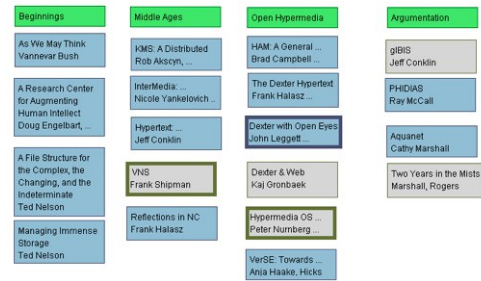 Beginnings
As We May Think
Vannevar Bush
A Research Center
for Augmenting
Human Intellect
Doug Engelbart, ...
A File Structure for
the Complex, the
Changing, and the
Indeterminate
Ted Nelson
Managing Immense
Storage
Ted Nelson
Middle Ages
KMS: A Distributed
Rob Akscyn, ...
InterMedia: ...
Nicole Yankelovich ..
Hypertext: ...
Jeff Conklin
VNS
Frank Shipman
Reflections in NC
Frank Halasz
Open Hypermedia
HAM: A General ...
Brad Campbell ...
The Dexter Hypertext
Frank Halasz ...
Dexter with Open Eyes
John Leggett ...
Dexter & Web
Kaj Gronbaek
Hypermedia OS ...
Peter Nurnberg ...
VerSE: Towards ...
Anja Haake, Hicks
Argumentation
gIBIS
Jeff Conklin
PHIDIAS
Ray McCall
Aquanet
Cathy Marshall
Two Years in the Mists
Marshall, Rogers